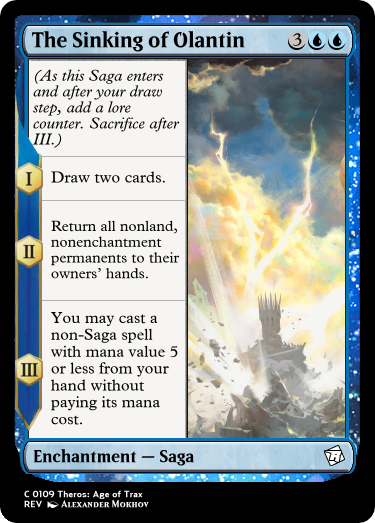 The Sinking of Olantin 3
(As this Saga enters
and after your draw
step, add a lore
counter. Sacrifice after
III.)
I
Draw two cards.
II
Return all nonland,
nonenchantment
permanents to their
owners' hands.
III
You may cast a
non-Saga spell
with mana value 5
or less from your
hand without
paying its mana
cost.
Enchantment — Saga
C 0109 Theros: Age of Trax
REV Alexander Mokhov